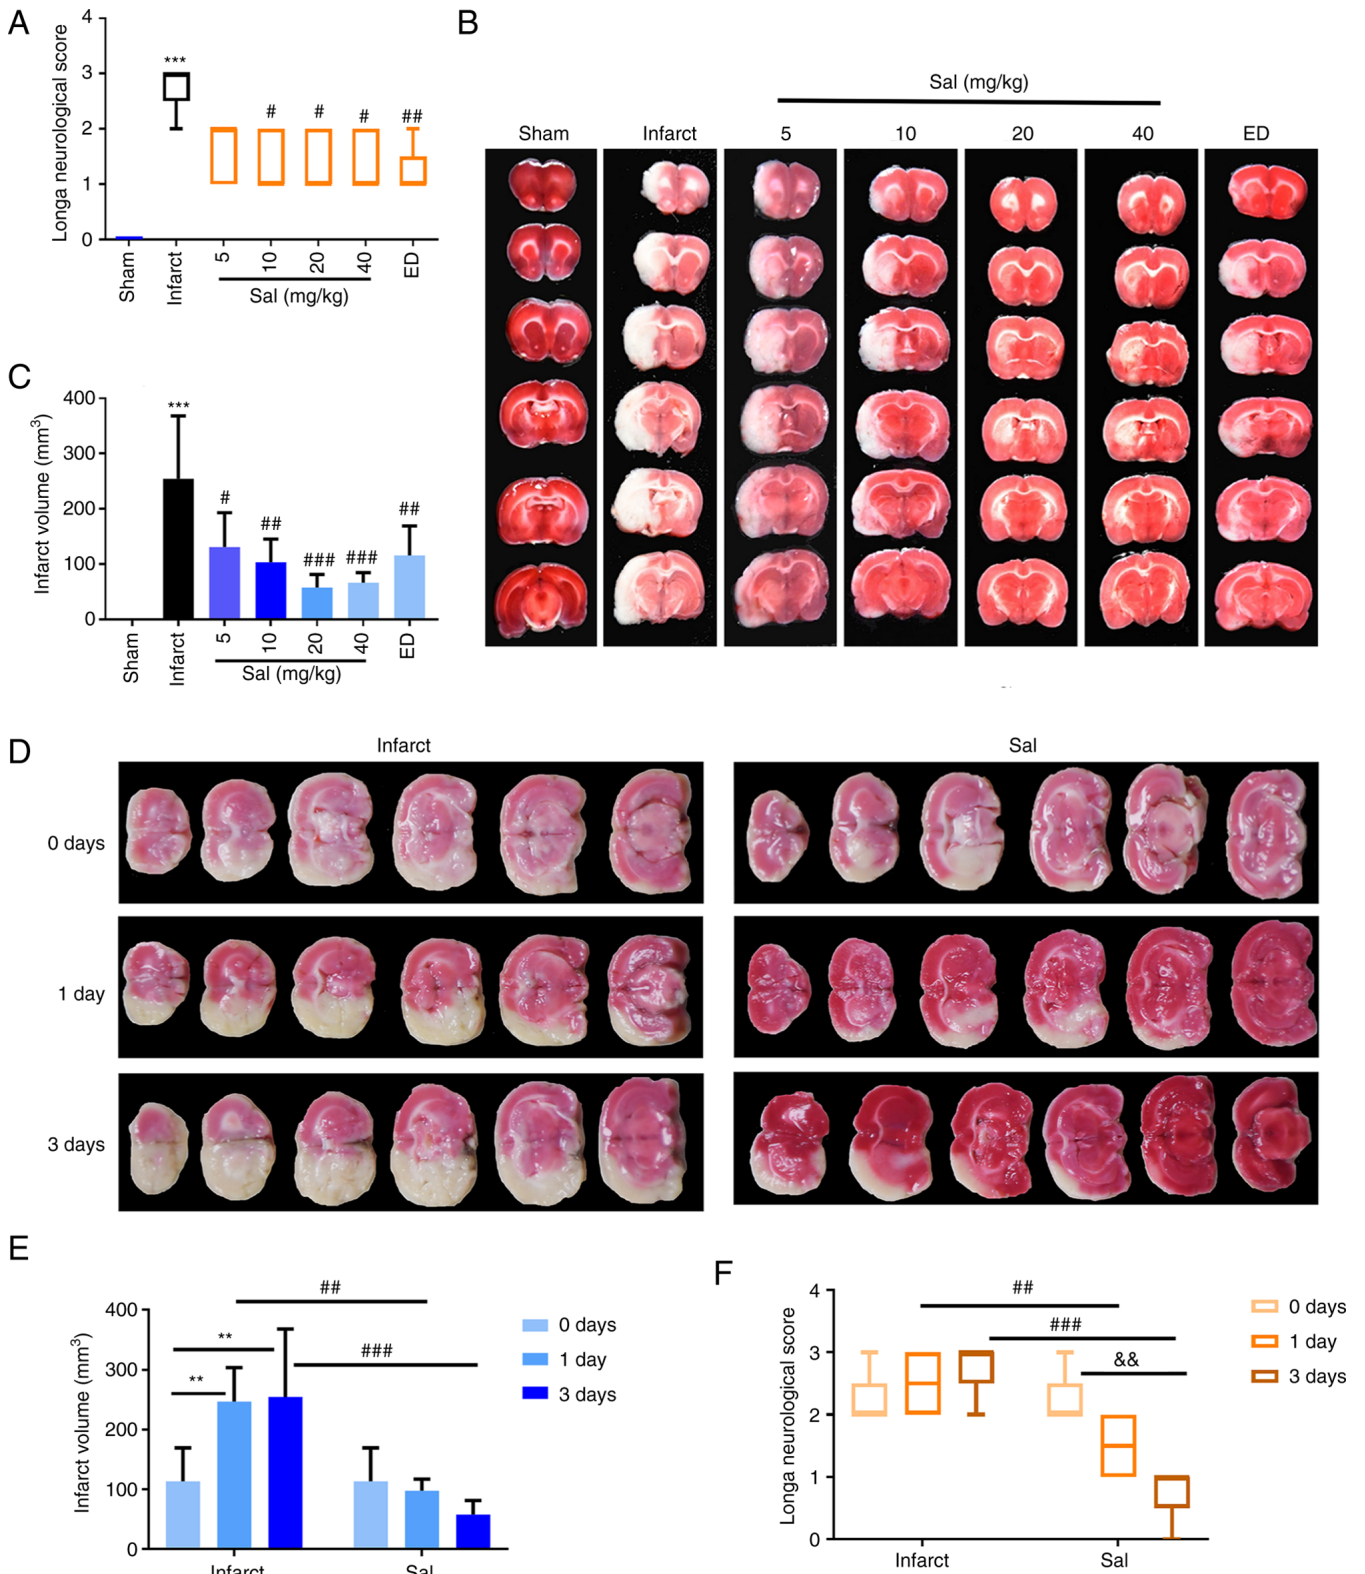 A
Longa neurological score
4
3
2
1
0
***
#
#
#
##
Sham
Infarct
5
10
20
40
ED
Sal (mg/kg)
B
Sal (mg/kg)
Sham Infarct 5 10 20 40 ED
C
Infarct volume (mm3)
400
300
200
100
0
***
#
##
###
###
##
Sham
Infarct
5
10
20
40
ED
Sal (mg/kg)
D
Infarct Sal
0 days
1 day
3 days
E
Infarct volume (mm3)
400
300
200
100
0
##
**
**
###
0 days
1 day
3 days
Infarct Sal
F
Longa neurological score
4
3
2
1
0
##
###
&&
0 days
1 day
3 days
Infarct Sal